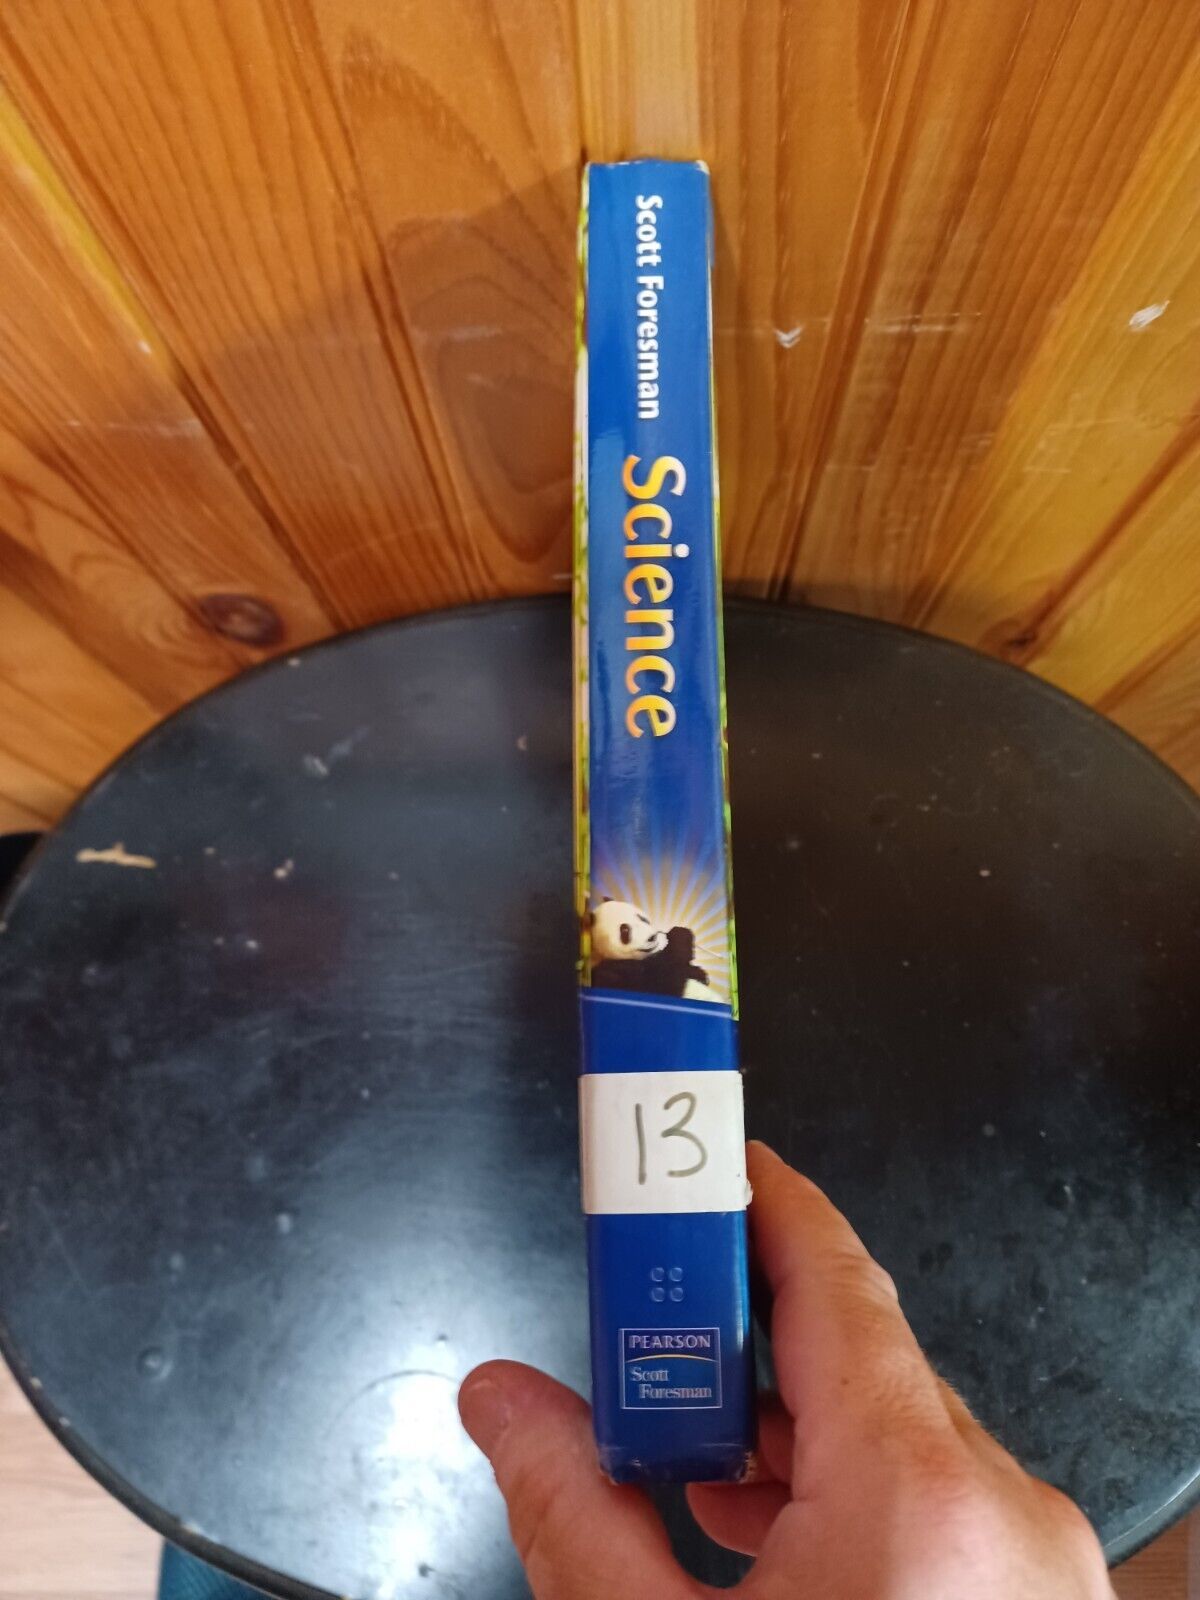 Scott Foresman Science
13
PEARSON
Scott
Foresman